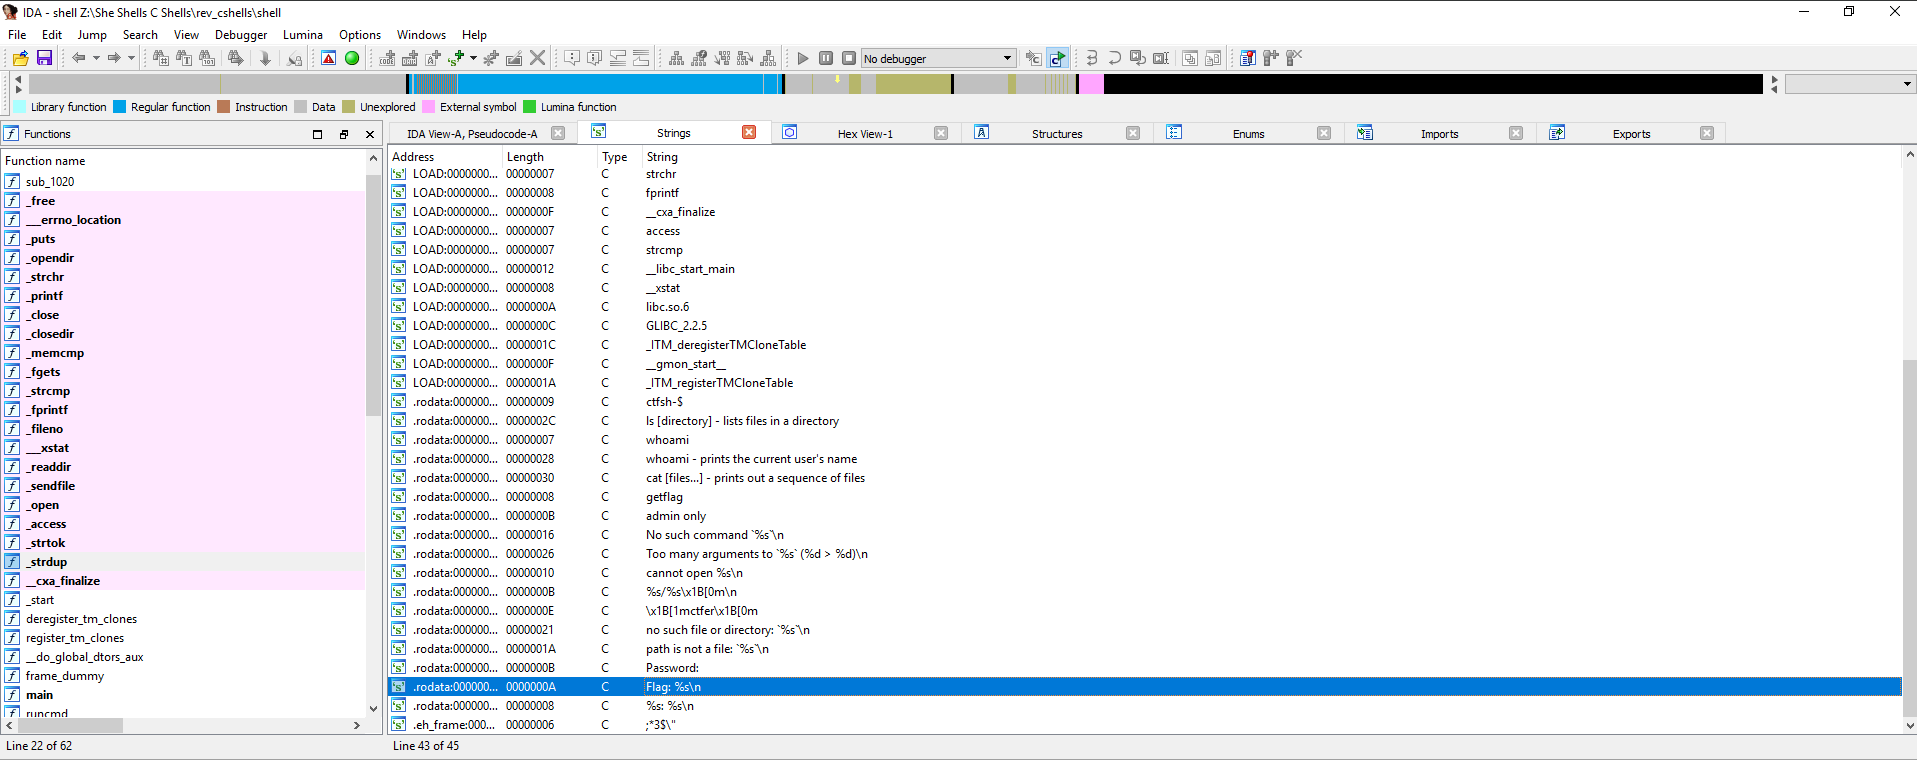 IDA - shell Z:\She Shells C Shells\rev_cshells\shell
File Edit Jump Search View Debugger Lumina Options Windows Help
No debugger
Library function Regular function Instruction Data Unexplored External symbol Lumina function
Functions
IDA View-A, Pseudocode-A Strings Hex View-1 Structures Enums Imports Exports
Function name
sub_1020
_free
___errno_location
_puts
_opendir
_strchr
_printf
_close
_closedir
_memcmp
_fgets
_strcmp
_fprintf
_fileno
___xstat
_readdir
_sendfile
_open
_access
_strtok
_strdup
__cxa_finalize
_start
deregister_tm_clones
register_tm_clones
__do_global_dtors_aux
frame_dummy
main
runcmd
Line 22 of 62
Address Length Type String
LOAD:0000000... 00000007 C strchr
LOAD:0000000... 00000008 C fprintf
LOAD:0000000... 0000000F C __cxa_finalize
LOAD:0000000... 00000007 C access
LOAD:0000000... 00000007 C strcmp
LOAD:0000000... 00000012 C __libc_start_main
LOAD:0000000... 00000008 C __xstat
LOAD:0000000... 0000000A C libc.so.6
LOAD:0000000... 0000000C C GLIBC_2.2.5
LOAD:0000000... 0000001C C _ITM_deregisterTMCloneTable
LOAD:0000000... 0000000F C __gmon_start__
LOAD:0000000... 0000001A C _ITM_registerTMCloneTable
.rodata:000000... 00000009 C ctfsh-$
.rodata:000000... 0000002C C ls [directory] - lists files in a directory
.rodata:000000... 00000007 C whoami
.rodata:000000... 00000028 C whoami - prints the current user's name
.rodata:000000... 00000030 C cat [files...] - prints out a sequence of files
.rodata:000000... 00000008 C getflag
.rodata:000000... 0000000B C admin only
.rodata:000000... 00000016 C No such command `%s`\n
.rodata:000000... 00000026 C Too many arguments to `%s` (%d > %d)\n
.rodata:000000... 00000010 C cannot open %s\n
.rodata:000000... 0000000B C %s/%s\x1B[0m\n
.rodata:000000... 0000000E C \x1B[1mctfer\x1B[0m
.rodata:000000... 00000021 C no such file or directory: `%s`\n
.rodata:000000... 0000001A C path is not a file: `%s`\n
.rodata:000000... 0000000B C Password:
.rodata:000000... 0000000A C Flag: %s\n
.rodata:000000... 00000008 C %s: %s\n
.eh_frame:000... 00000006 C ;*3$\"
Line 43 of 45